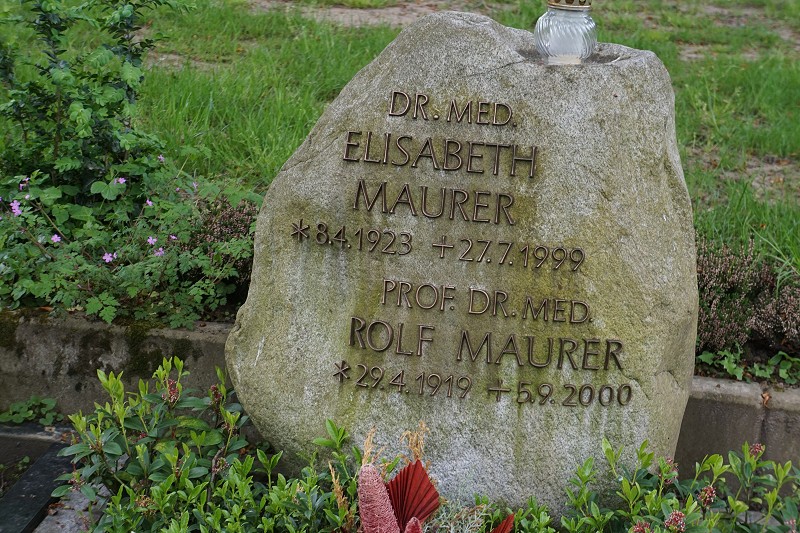 DR. MED.
ELISABETH
MAURER
*8.4.1923 +27.7.1999
PROF. DR. MED.
ROLF MAURER
*29.4.1919 +5.9.2000